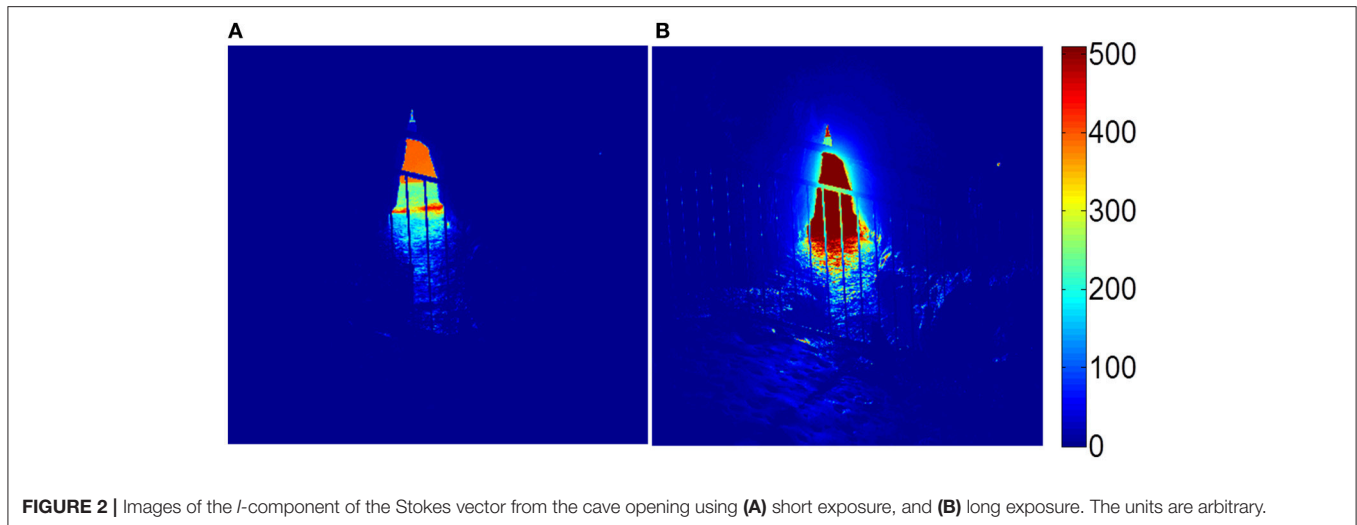 A
B
500
400
300
200
100
0
FIGURE 2 | Images of the I-component of the Stokes vector from the cave opening using (A) short exposure, and (B) long exposure. The units are arbitrary.